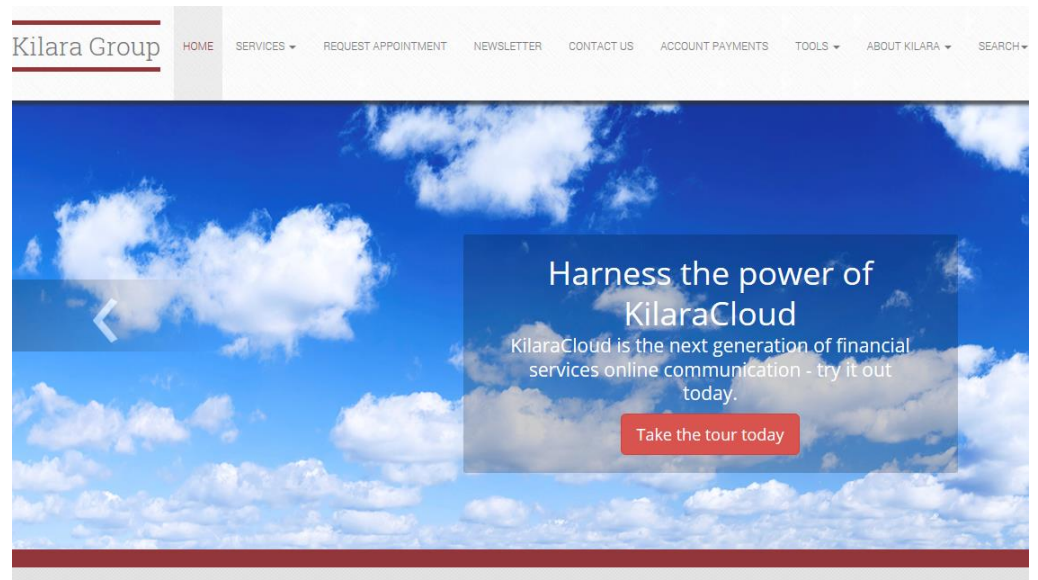 Kilara Group
HOME SERVICES REQUEST APPOINTMENT NEWSLETTER CONTACT US ACCOUNT PAYMENTS TOOLS ABOUT KILARA SEARCH
Harness the power of
KilaraCloud
KilaraCloud is the next generation of financial
services online communication - try it out
today.
Take the tour today